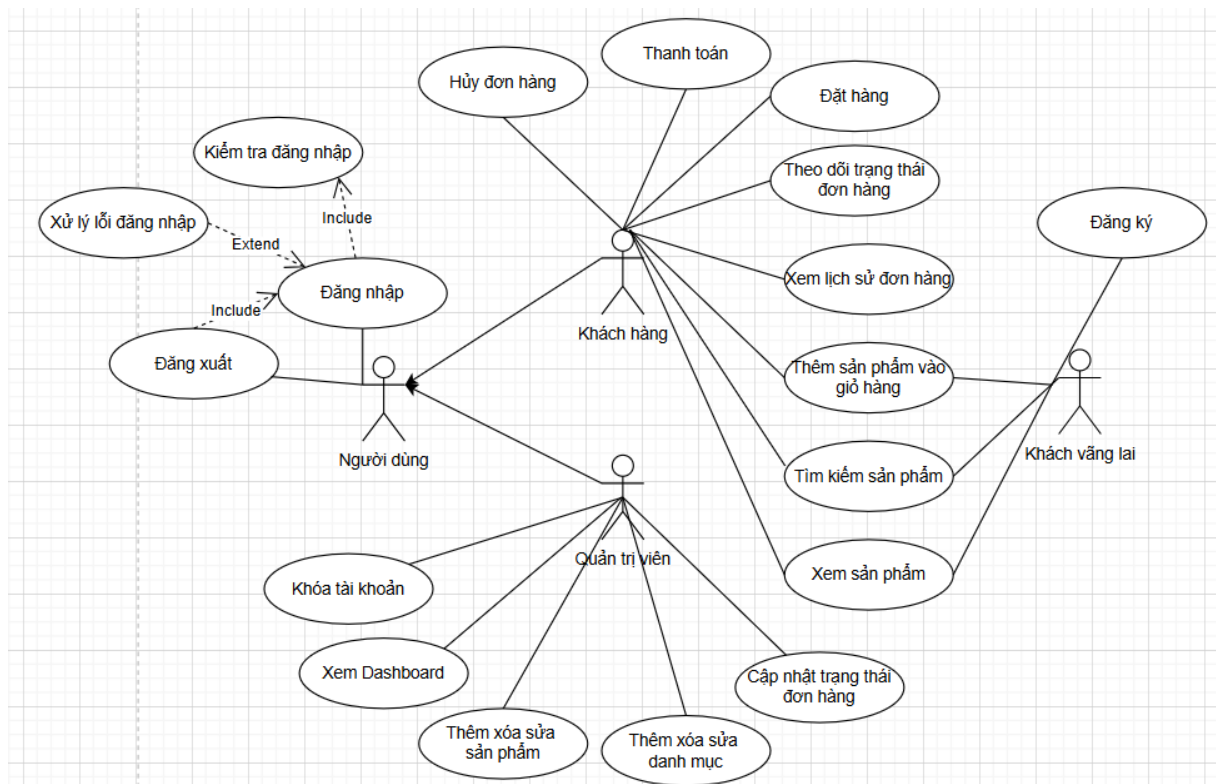 Thanh toán
Hủy đơn hàng
Đặt hàng
Kiểm tra đăng nhập
Theo dõi trạng thái
đơn hàng
Xử lý lỗi đăng nhập
Include
Đăng ký
Extend
Đăng nhập
Xem lịch sử đơn hàng
Include
Khách hàng
Đăng xuất
Thêm sản phẩm vào
giỏ hàng
Người dùng
Khách vãng lai
Tìm kiếm sản phẩm
Quản trị viên
Xem sản phẩm
Khóa tài khoản
Xem Dashboard
Cập nhật trạng thái
đơn hàng
Thêm xóa sửa
sản phẩm
Thêm xóa sửa
danh mục